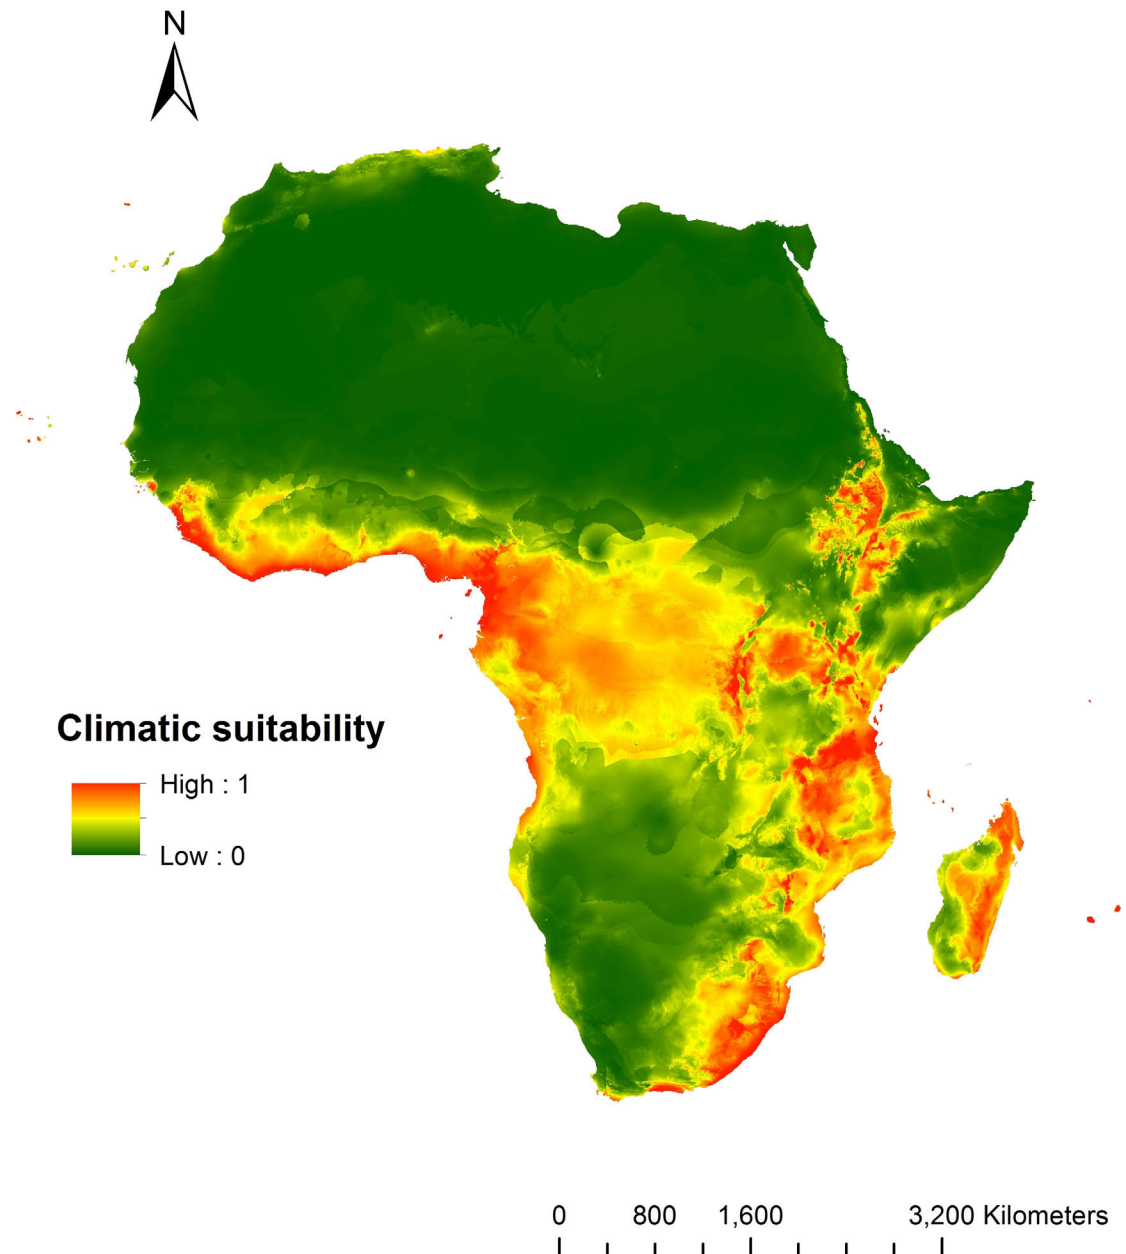 N
Climatic suitability
High : 1
Low : 0
0 800 1,600 3,200 Kilometers